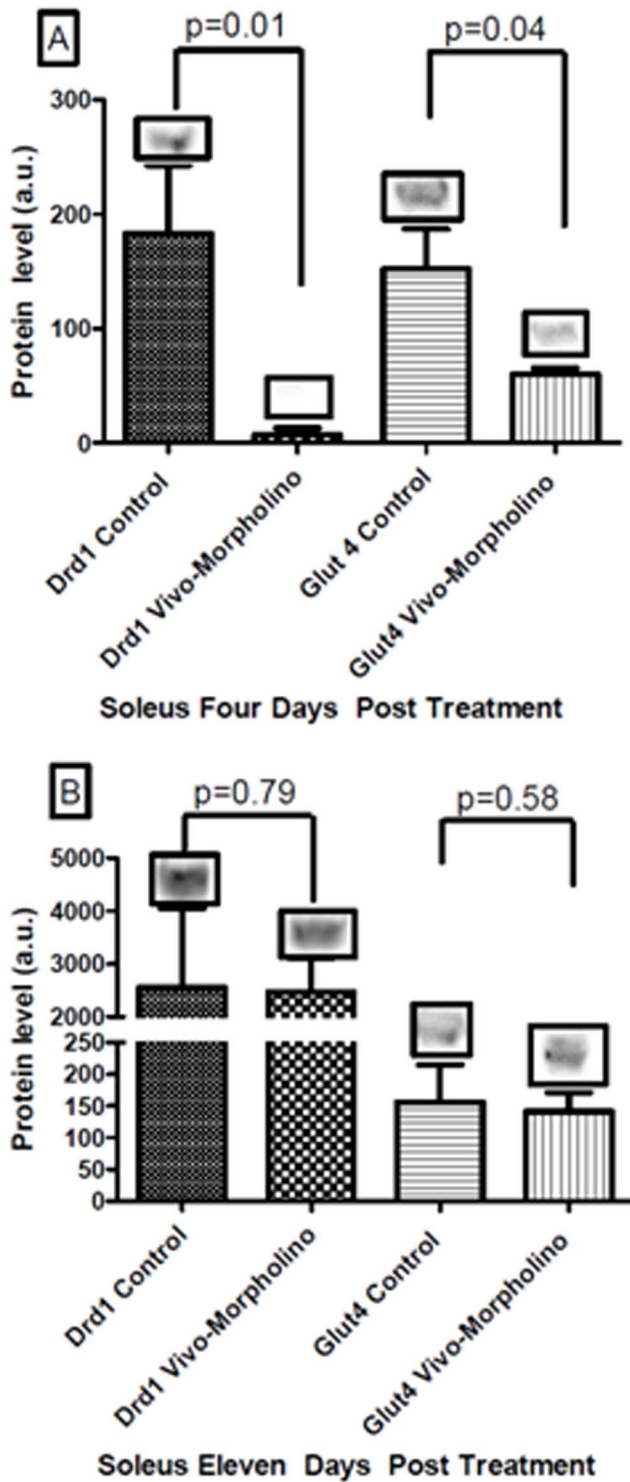 A
p=0.01
p=0.04
Protein level (a.u.)
300
200
100
0
Drd1 Control
Drd1 Vivo-Morpholino
Glut 4 Control
Glut4 Vivo-Morpholino
Soleus Four Days Post Treatment
B
p=0.79
p=0.58
Protein level (a.u.)
5000
4000
3000
2000
250
200
150
100
50
0
Drd1 Control
Drd1 Vivo-Morpholino
Glut4 Control
Glut4 Vivo-Morpholino
Soleus Eleven Days Post Treatment